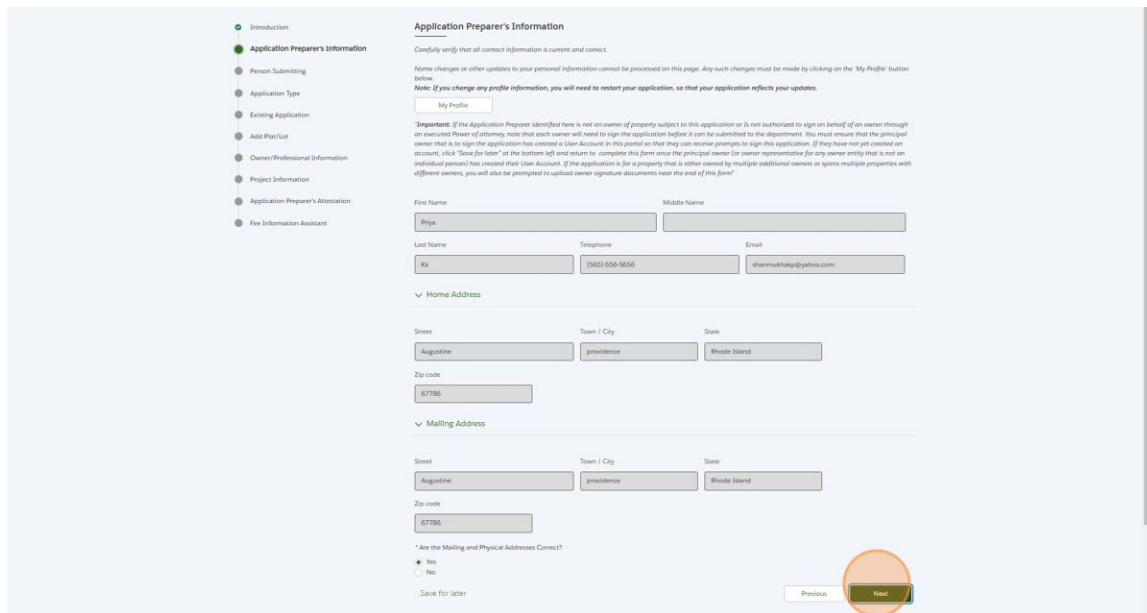 Introduction
Application Preparer's Information
Person Submitting
Application Type
Existing Application
Add Plat/Lot
Owner/Professional Information
Project Information
Application Preparer's Attestation
Fee Information Assistant
Application Preparer's Information
Carefully verify that all contact information is current and correct.
Name changes or other updates to your personal information cannot be processed on this page. Any such changes must be made by clicking on the 'My Profile' button
below.
Note: If you change any profile information, you will need to restart your application, so that your application reflects your updates.
My Profile
"Important: If the Application Preparer identified here is not an owner of property subject to this application or Is not authorized to sign on behalf of an owner through
an executed Power of attorney, note that each owner will need to sign the application before it can be submitted to the department. You must ensure that the principal
owner that is to sign the application has created a User Account in this portal so that they can receive prompts to sign this application. If they have not yet created an
account, click "Save for later" at the bottom left and return to complete this form once the principal owner (or owner representative for any owner entity that is not an
individual person) has created their User Account. If the application is for a property that is either owned by multiple additional owners or spans multiple properties with
different owners, you will also be prompted to upload owner signature documents near the end of this form"
First Name Middle Name
Priya
Last Name Telephone Email
Kk (565) 656-5656 shanmukhakp@yahoo.com
Home Address
Street Town / City State
Augustine providence Rhode Island
Zip code
67786
Mailing Address
Street Town / City State
Augustine providence Rhode Island
Zip code
67786
* Are the Mailing and Physical Addresses Correct?
Yes
No
Save for later Previous Next